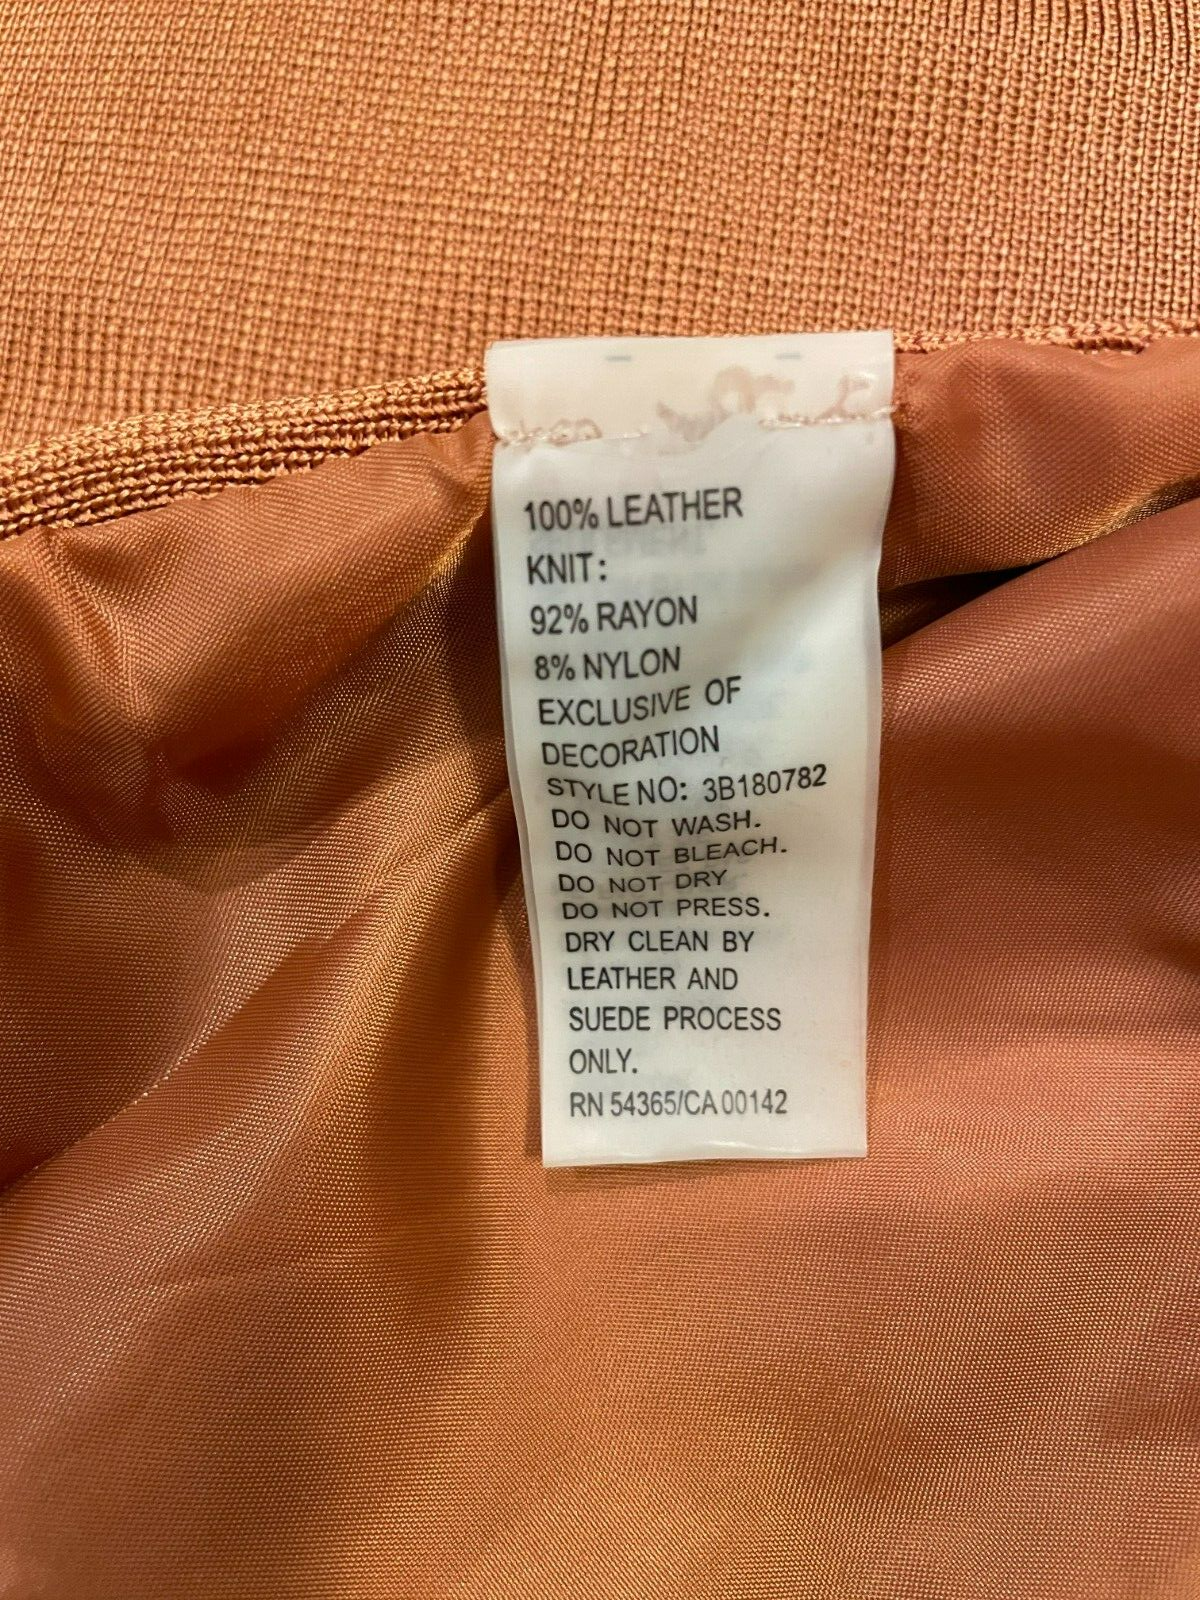 100% LEATHER
KNIT:
92% RAYON
8% NYLON
EXCLUSIVE OF
DECORATION
STYLE NO: 3B180782
DO NOT WASH.
DO NOT BLEACH.
DO NOT DRY
DO NOT PRESS.
DRY CLEAN BY
LEATHER AND
SUEDE PROCESS
ONLY.
RN 54365/CA 00142